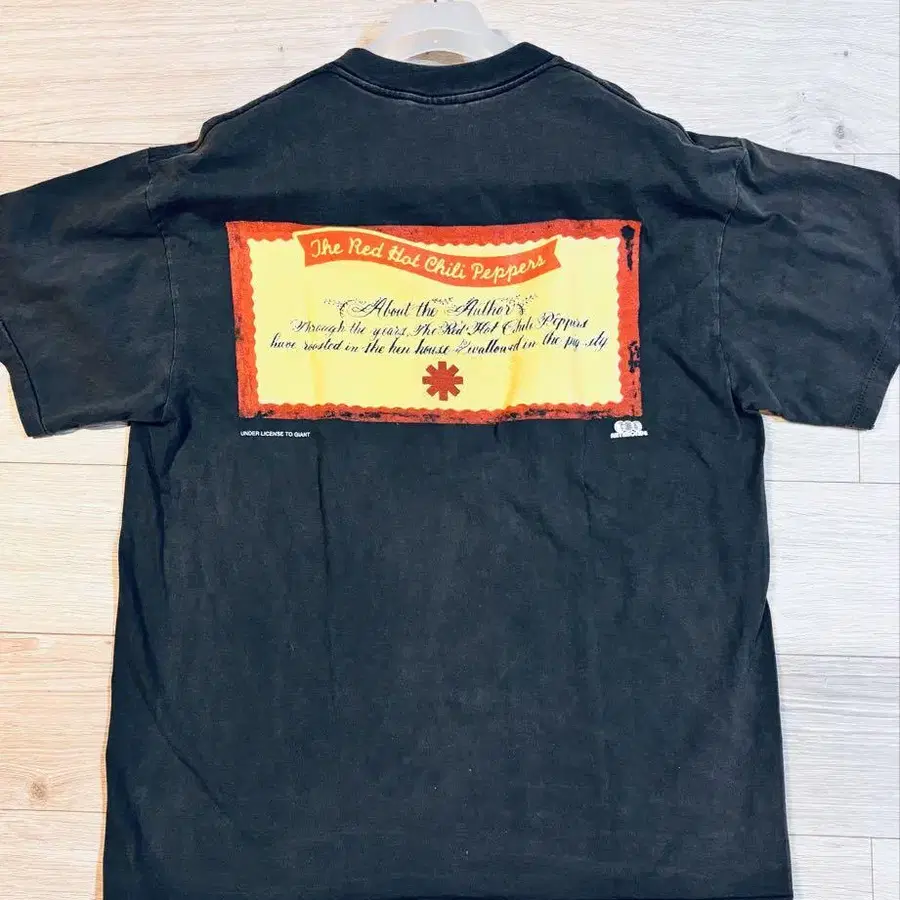 The Red Hot Chili Peppers
About the Author
Through the years, The Red Hot Chili Peppers
have roosted in the hen house & wallowed in the pig sty
UNDER LICENSE TO GIANT